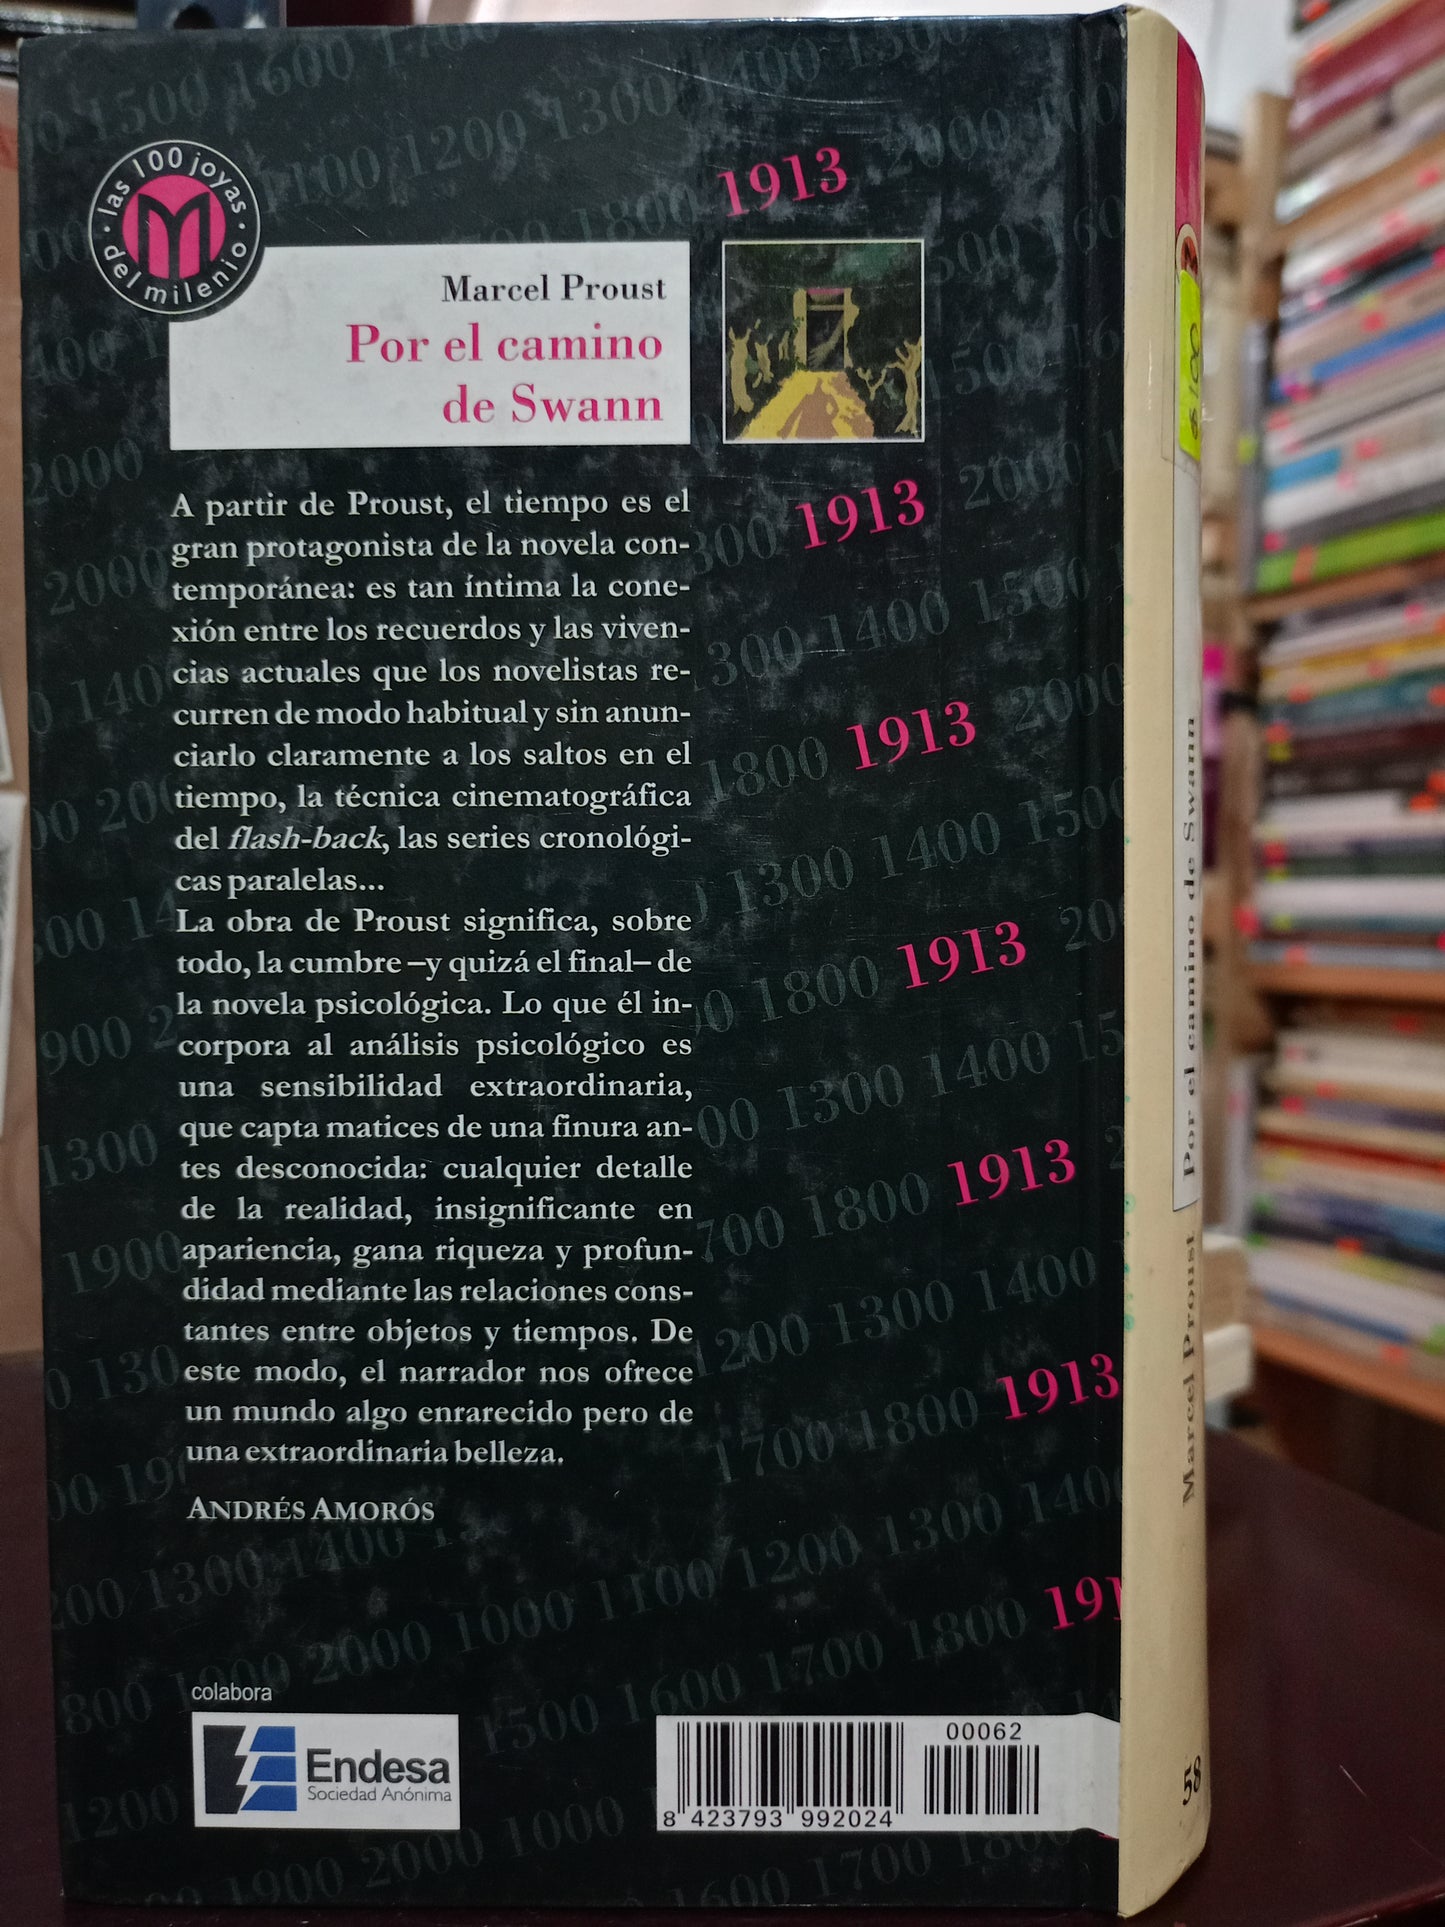 las 100 joyas
del milenio
M
1913
Marcel Proust
Por el camino
de Swann
A partir de Proust, el tiempo es el
gran protagonista de la novela con-
temporánea: es tan íntima la cone-
xión entre los recuerdos y las viven-
cias actuales que los novelistas re-
curren de modo habitual y sin anun-
ciarlo claramente a los saltos en el
tiempo, la técnica cinematográfica
del flash-back, las series cronológi-
cas paralelas...
La obra de Proust significa, sobre
todo, la cumbre –y quizá el final– de
la novela psicológica. Lo que él in-
corpora al análisis psicológico es
una sensibilidad extraordinaria,
que capta matices de una finura an-
tes desconocida: cualquier detalle
de la realidad, insignificante en
apariencia, gana riqueza y profun-
didad mediante las relaciones cons-
tantes entre objetos y tiempos. De
este modo, el narrador nos ofrece
un mundo algo enrarecido pero de
una extraordinaria belleza.
ANDRÉS AMORÓS
1913
1913
1913
1913
1913
191
colabora
Endesa
Sociedad Anónima
00062
8 423793 992024
Marcel Proust Por el camino de Swann
58